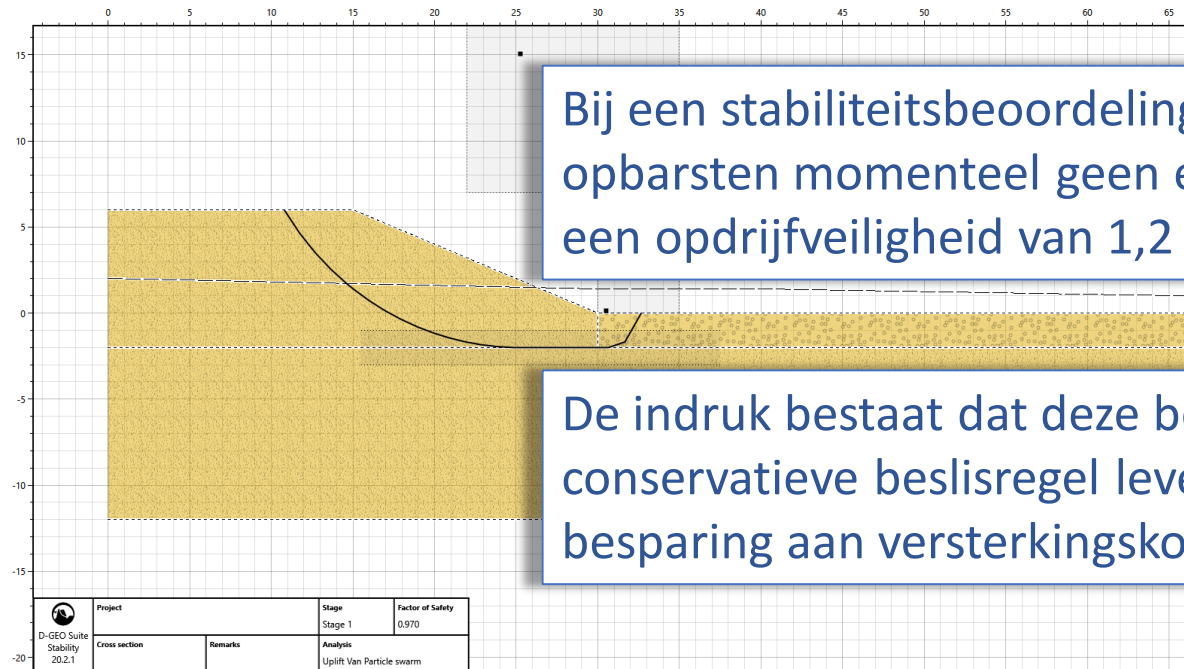 0 5 10 15 20 25 30 35 40 45 50 55 60 65
15
10
5
0
-5
-10
-15
-20
Bij een stabiliteitsbeoordeling
opbarsten momenteel geen
een opdrijfveiligheid van 1,2
De indruk bestaat dat deze
conservatieve beslisregel
besparing aan
D-GEO Suite
Stability
20.2.1
Project
Stage
Stage 1
Factor of Safety
0.970
Cross section
Remarks
Analysis
Uplift Van Particle swarm